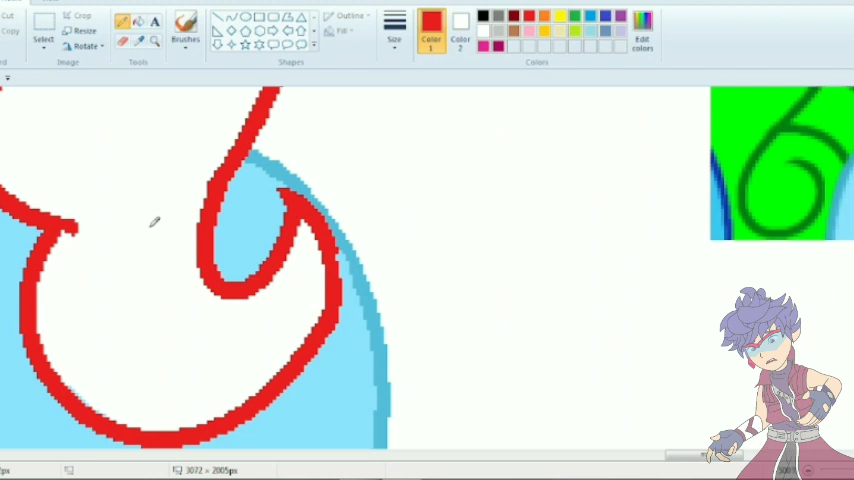 Cut
Crop
Outline
Copy
Select
Resize
Brushes
Fill
Size
Color
1
Color
2
Edit
colors
Rotate
Image
Tools
Shapes
Colors
px
3072 × 2005px